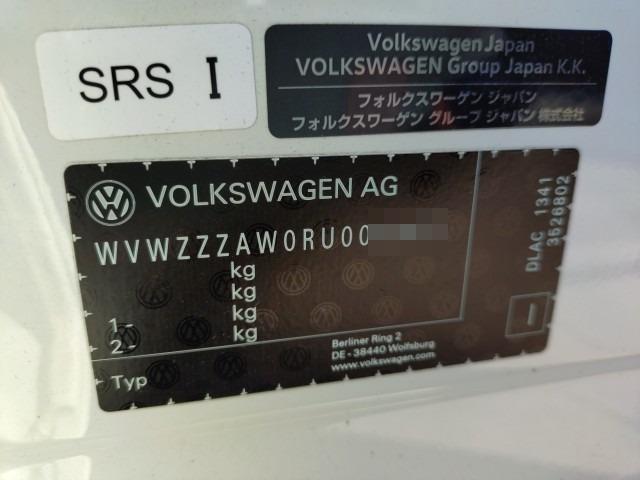 SRS I
Volkswagen Japan
VOLKSWAGEN Group Japan K.K.
フォルクスワーゲン ジャパン
フォルクスワーゲン グループ ジャパン 株式会社
VOLKSWAGEN AG
WVWZZZAW0RU00
kg
kg
1- kg
2- kg
Typ
Berliner Ring 2
DE - 38440 Wolfsburg
www.volkswagen.com
DLAC 1341
3526802